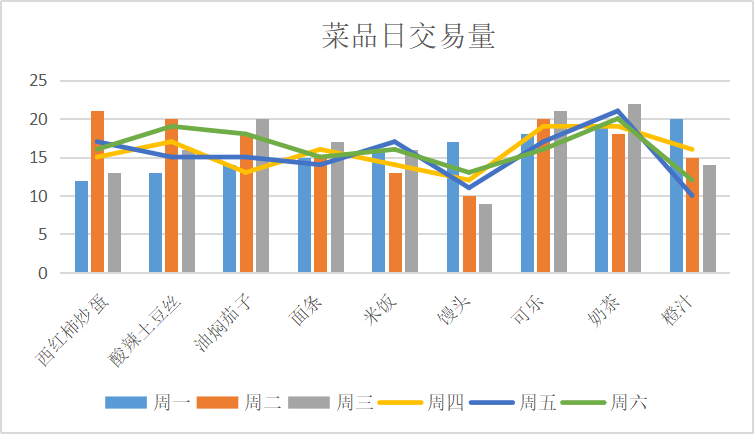 菜品日交易量
25
20
15
10
5
0
西红柿炒蛋
酸辣土豆丝
油焖茄子
面条
米饭
馒头
可乐
奶茶
橙汁
周一 周二 周三 周四 周五 周六